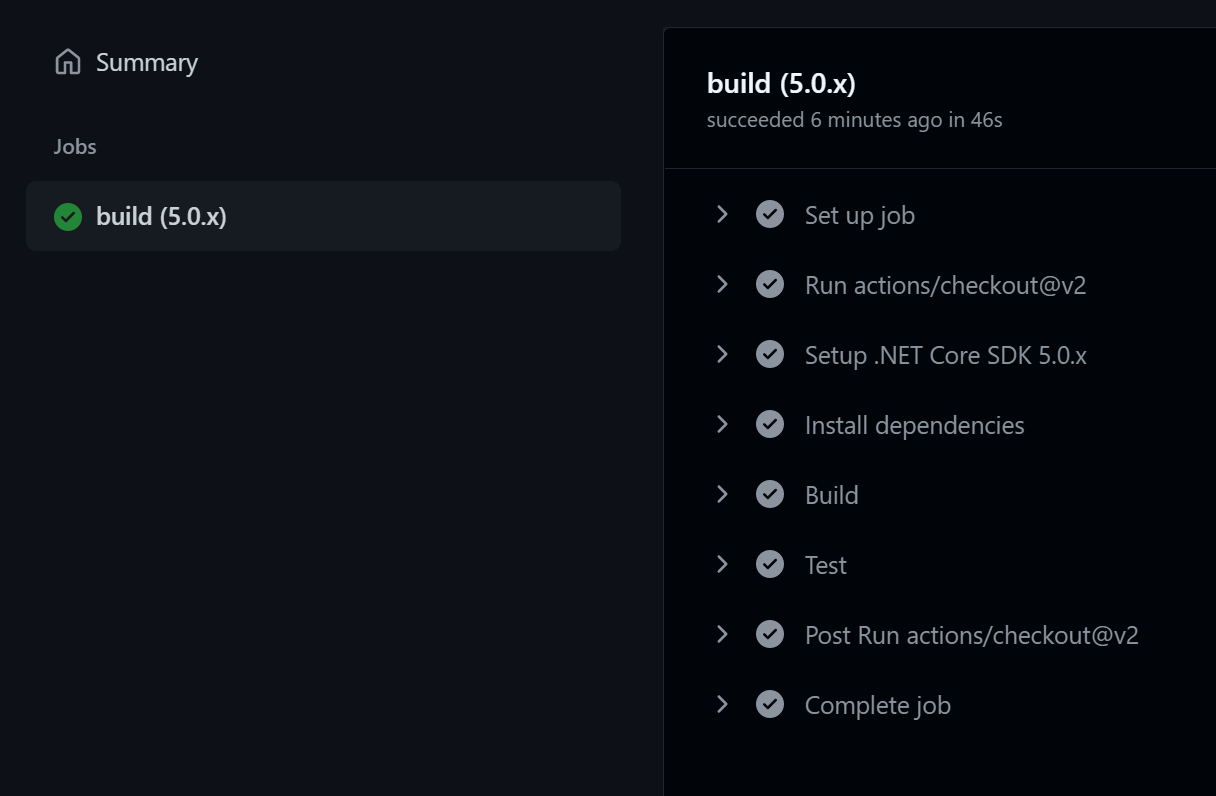 Summary
Jobs
build (5.0.x)
build (5.0.x)
succeeded 6 minutes ago in 46s
Set up job
Run actions/checkout@v2
Setup .NET Core SDK 5.0.x
Install dependencies
Build
Test
Post Run actions/checkout@v2
Complete job